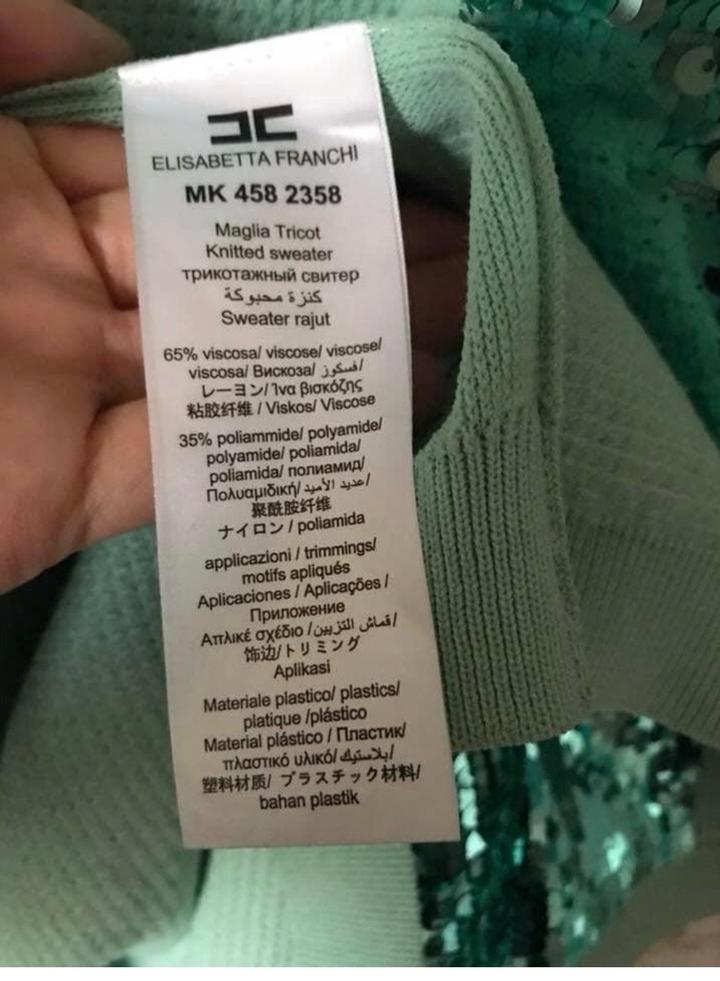 ELISABETTA FRANCHI
MK 458 2358
Maglia Tricot
Knitted sweater
трикотажный свитер
كنزة محبوكة
Sweater rajut
65% viscosa/ viscose/ viscose/
viscosa/ Вискоза/ فسكوز/
レーヨン/ Ίνα βισκόζης
粘胶纤维 / Viskos/ Viscose
35% poliammide/ polyamide/
polyamide/ poliamida/
poliamida/ полиамид/
Πολυαμιδική/ عديد الأميد/
聚酰胺纤维
ナイロン / poliamida
applicazioni / trimmings/
motifs apliqués
Aplicaciones / Aplicações /
Приложение
Απλικέ σχέδιο / قماش التزيين/
饰边/トリミング
Aplikasi
Materiale plastico/ plastics/
platique /plástico
Material plástico / Пластик/
πλαστικό υλικό/ بلاستيك/
塑料材质/ プラスチック材料/
bahan plastik